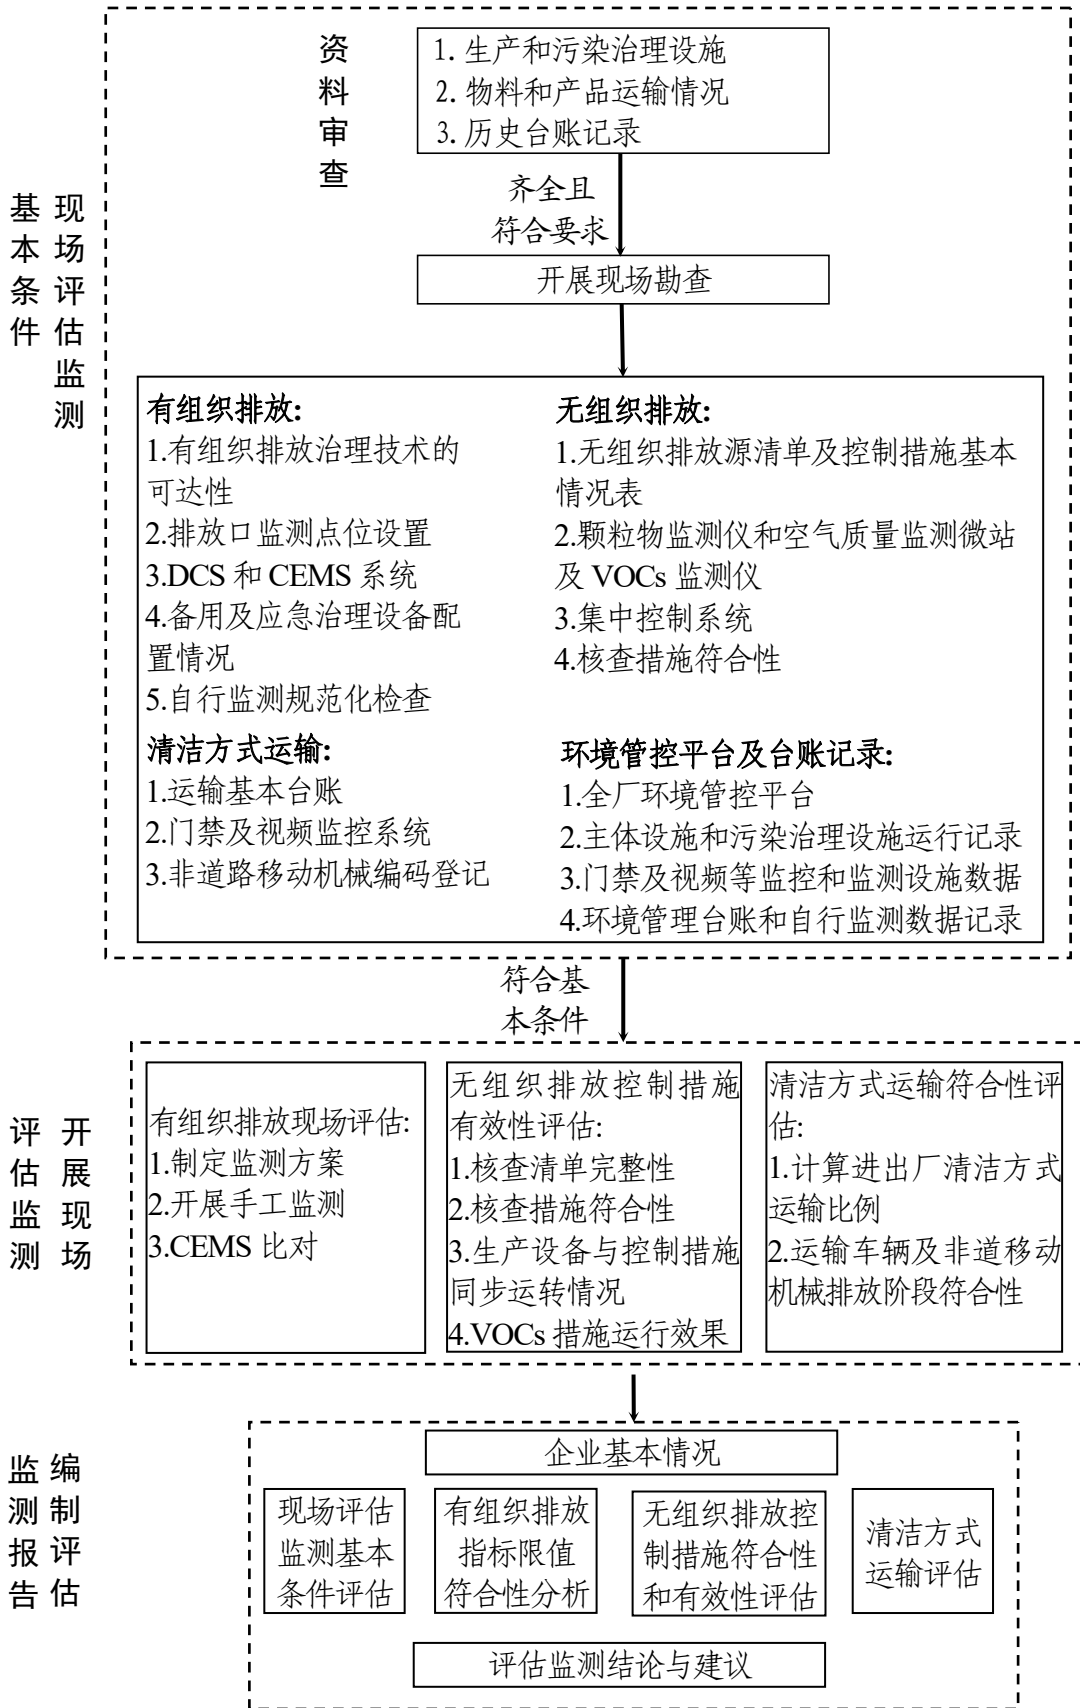 资料审查
1. 生产和污染治理设施
2. 物料和产品运输情况
3. 历史台账记录
齐全且
符合要求
开展现场勘查
现场评估监测
基本条件
有组织排放:
1.有组织排放治理技术的
可达性
2.排放口监测点位设置
3.DCS 和 CEMS 系统
4.备用及应急治理设备配
置情况
5.自行监测规范化检查
无组织排放:
1.无组织排放源清单及控制措施基本
情况表
2.颗粒物监测仪和空气质量监测微站
及 VOCs 监测仪
3.集中控制系统
4.核查措施符合性
清洁方式运输:
1.运输基本台账
2.门禁及视频监控系统
3.非道路移动机械编码登记
环境管控平台及台账记录:
1.全厂环境管控平台
2.主体设施和污染治理设施运行记录
3.门禁及视频等监控和监测设施数据
4.环境管理台账和自行监测数据记录
符合基
本条件
开展现场
评估监测
有组织排放现场评估:
1.制定监测方案
2.开展手工监测
3.CEMS 比对
无组织排放控制措施
有效性评估:
1.核查清单完整性
2.核查措施符合性
3.生产设备与控制措施
同步运转情况
4.VOCs 措施运行效果
清洁方式运输符合性评
估:
1.计算进出厂清洁方式
运输比例
2.运输车辆及非道移动
机械排放阶段符合性
编制评估
监测报告
企业基本情况
现场评估
监测基本
条件评估
有组织排放
指标限值
符合性分析
无组织排放控
制措施符合性
和有效性评估
清洁方式
运输评估
评估监测结论与建议